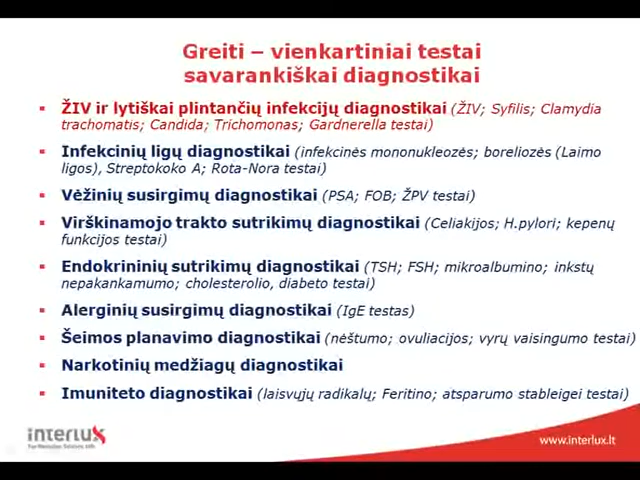 Greiti – vienkartiniai testai
savarankiškai diagnostikai
▪ ŽIV ir lytiškai plintančių infekcijų diagnostikai (ŽIV; Syfilis; Clamydia
trachomatis; Candida; Trichomonas; Gardnerella testai)
▪ Infekcinių ligų diagnostikai (infekcinės mononukleozės; boreliozės (Laimo
ligos), Streptokoko A; Rota-Nora testai)
▪ Vėžinių susirgimų diagnostikai (PSA; FOB; ŽPV testai)
▪ Virškinamojo trakto sutrikimų diagnostikai (Celiakijos; H.pylori; kepenų
funkcijos testai)
▪ Endokrininių sutrikimų diagnostikai (TSH; FSH; mikroalbumino; inkstų
nepakankamumo; cholesterolio, diabeto testai)
▪ Alerginių susirgimų diagnostikai (IgE testas)
▪ Šeimos planavimo diagnostikai (nėštumo; ovuliacijos; vyrų vaisingumo testai)
▪ Narkotinių medžiagų diagnostikai
▪ Imuniteto diagnostikai (laisvųjų radikalų; Feritino; atsparumo stabligei testai)
interlux
www.interlux.lt